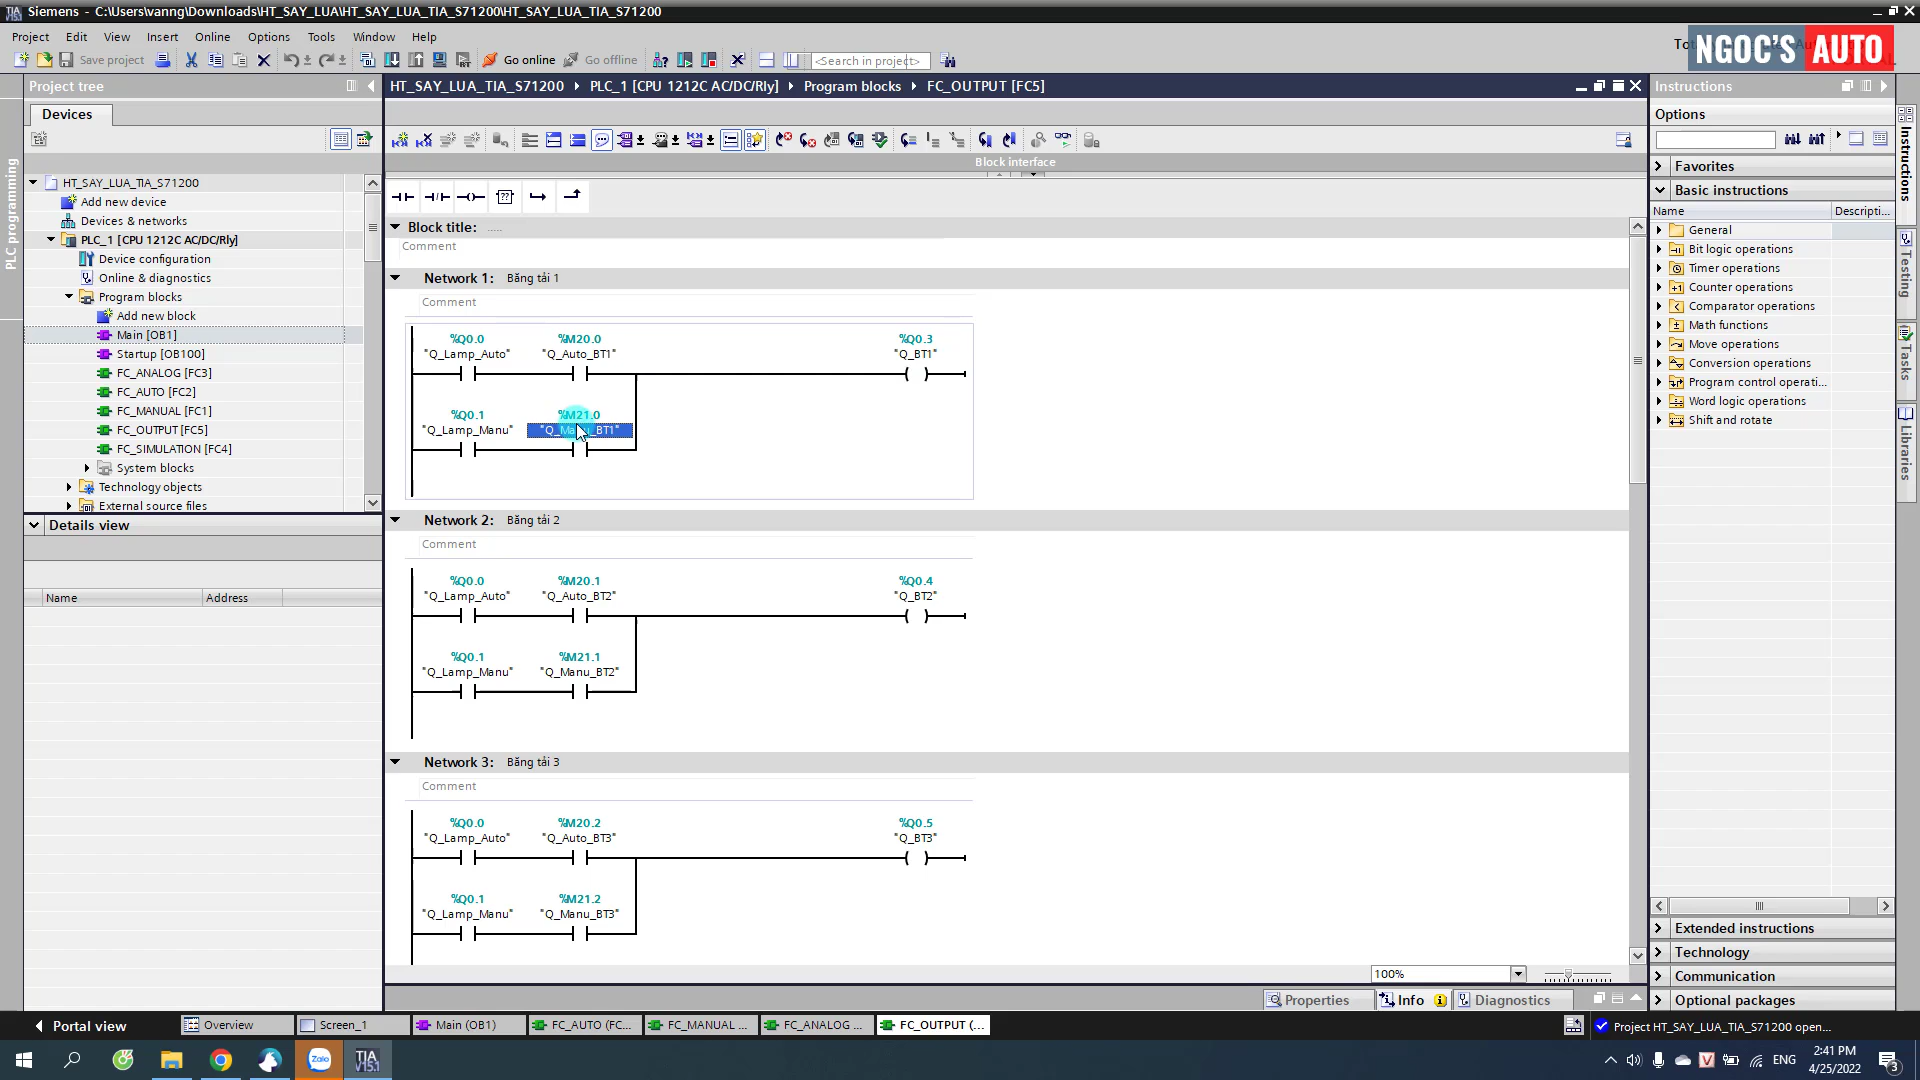 Siemens - C:\Users\vanng\Downloads\HT_SAY_LUA\HT_SAY_LUA_TIA_S71200\HT_SAY_LUA_TIA_S71200
Project Edit View Insert Online Options Tools Window Help
NGOC'S AUTO
Save project Go online Go offline <Search in project>
Project tree
HT_SAY_LUA_TIA_S71200 PLC_1 [CPU 1212C AC/DC/Rly] Program blocks FC_OUTPUT [FC5]
Instructions
Devices
Options
Block interface
PLC programming
HT_SAY_LUA_TIA_S71200
Add new device
Devices & networks
PLC_1 [CPU 1212C AC/DC/Rly]
Device configuration
Online & diagnostics
Program blocks
Add new block
Main [OB1]
Startup [OB100]
FC_ANALOG [FC3]
FC_AUTO [FC2]
FC_MANUAL [FC1]
FC_OUTPUT [FC5]
FC_SIMULATION [FC4]
System blocks
Technology objects
External source files
Details view
Name Address
Block title: .....
Comment
Network 1: Băng tải 1
Comment
%Q0.0 %M20.0 %Q0.3
"Q_Lamp_Auto" "Q_Auto_BT1" "Q_BT1"
%Q0.1 %M21.0
"Q_Lamp_Manu" "Q_Manu_BT1"
Network 2: Băng tải 2
Comment
%Q0.0 %M20.1 %Q0.4
"Q_Lamp_Auto" "Q_Auto_BT2" "Q_BT2"
%Q0.1 %M21.1
"Q_Lamp_Manu" "Q_Manu_BT2"
Network 3: Băng tải 3
Comment
%Q0.0 %M20.2 %Q0.5
"Q_Lamp_Auto" "Q_Auto_BT3" "Q_BT3"
%Q0.1 %M21.2
"Q_Lamp_Manu" "Q_Manu_BT3"
100%
Favorites
Basic instructions
Name Descripti...
General
Bit logic operations
Timer operations
Counter operations
Comparator operations
Math functions
Move operations
Conversion operations
Program control operati...
Word logic operations
Shift and rotate
Extended instructions
Technology
Communication
Optional packages
Instructions
Testing
Tasks
Libraries
Properties Info Diagnostics
Portal view Overview Screen_1 Main (OB1) FC_AUTO (FC... FC_MANUAL ... FC_ANALOG ... FC_OUTPUT (...
Project HT_SAY_LUA_TIA_S71200 open...
Zalo
TIA V15.1
ENG
2:41 PM
4/25/2022
3